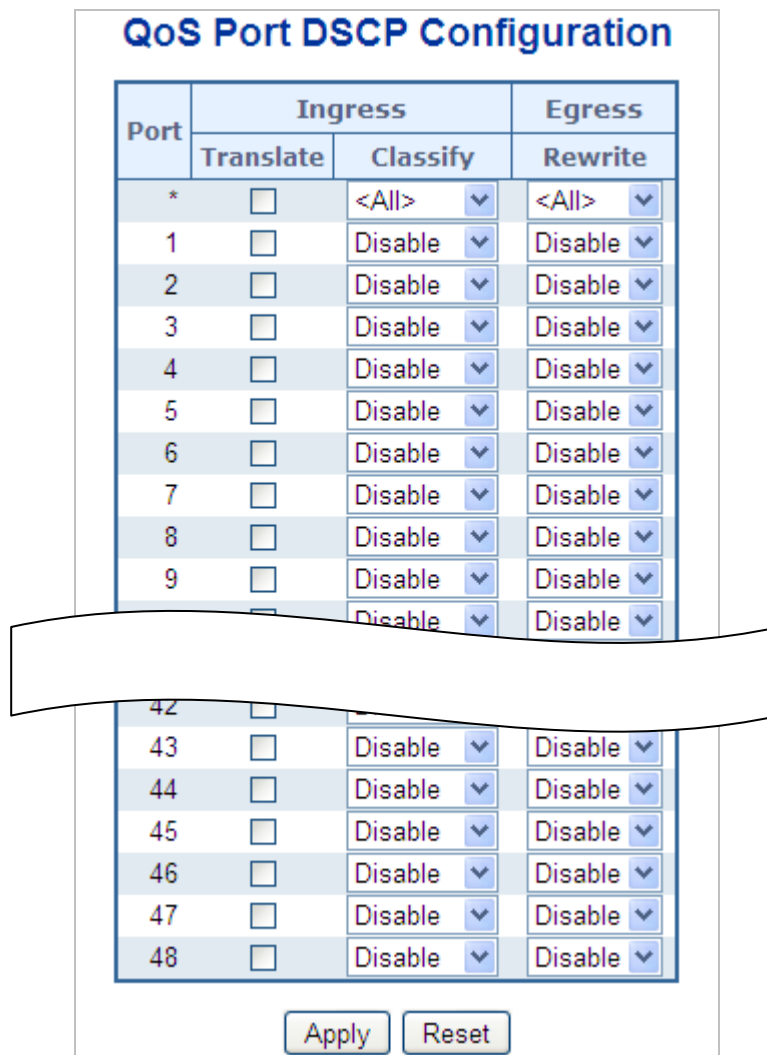 QoS Port DSCP Configuration
Port Ingress Egress
Translate Classify Rewrite
* <All> <All>
1 Disable Disable
2 Disable Disable
3 Disable Disable
4 Disable Disable
5 Disable Disable
6 Disable Disable
7 Disable Disable
8 Disable Disable
9 Disable Disable
Disable Disable
42
43 Disable Disable
44 Disable Disable
45 Disable Disable
46 Disable Disable
47 Disable Disable
48 Disable Disable
Apply Reset